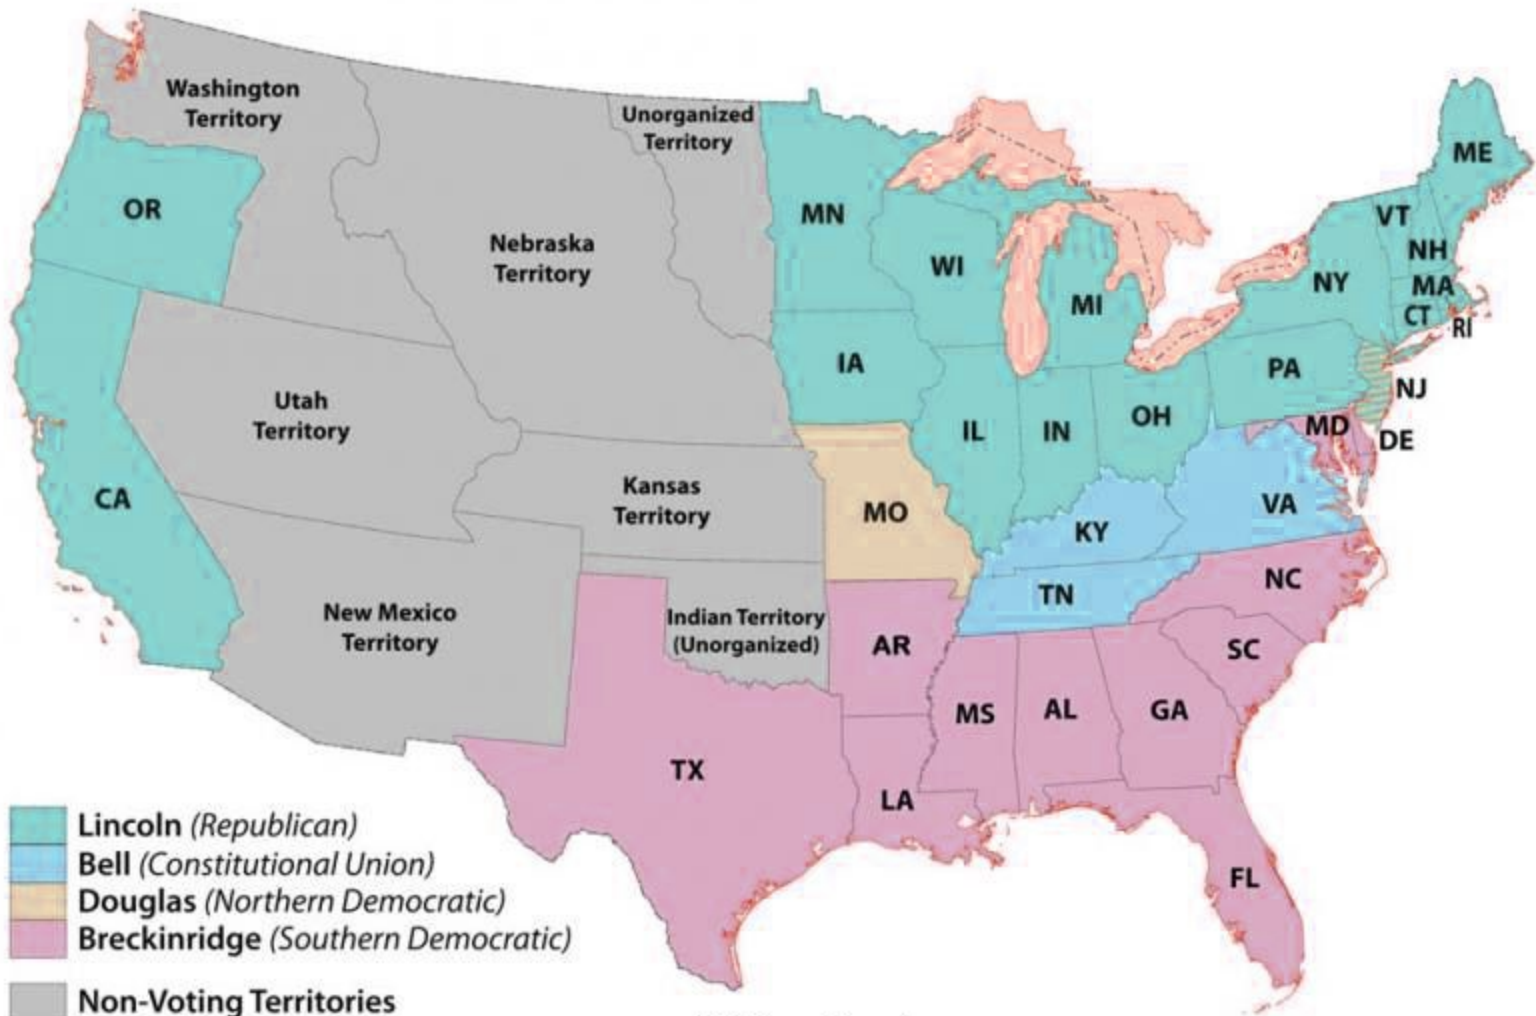 Washington
Territory
Unorganized
Territory
ME
OR
MN
VT
Nebraska
Territory
NH
WI
NY
MA
MI
CT
RI
IA
PA
NJ
Utah
Territory
OH
MD
DE
IL
IN
CA
Kansas
Territory
MO
VA
KY
NC
TN
New Mexico
Territory
Indian Territory
(Unorganized)
AR
SC
MS
AL
GA
TX
LA
FL
Lincoln (Republican)
Bell (Constitutional Union)
Douglas (Northern Democratic)
Breckinridge (Southern Democratic)
Non-Voting Territories